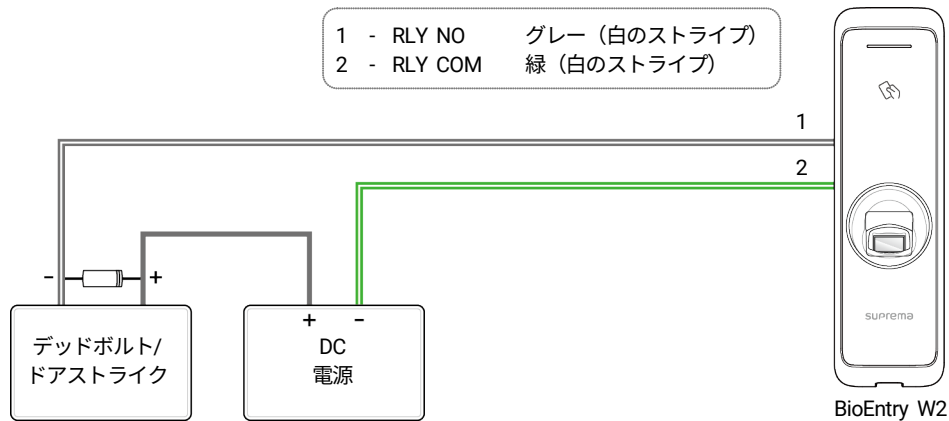 1 - RLY NO グレー（白のストライプ）
2 - RLY COM 緑（白のストライプ）
1
2
- +
+ -
デッドボルト/
ドアストライク
DC
電源
suprema
BioEntry W2